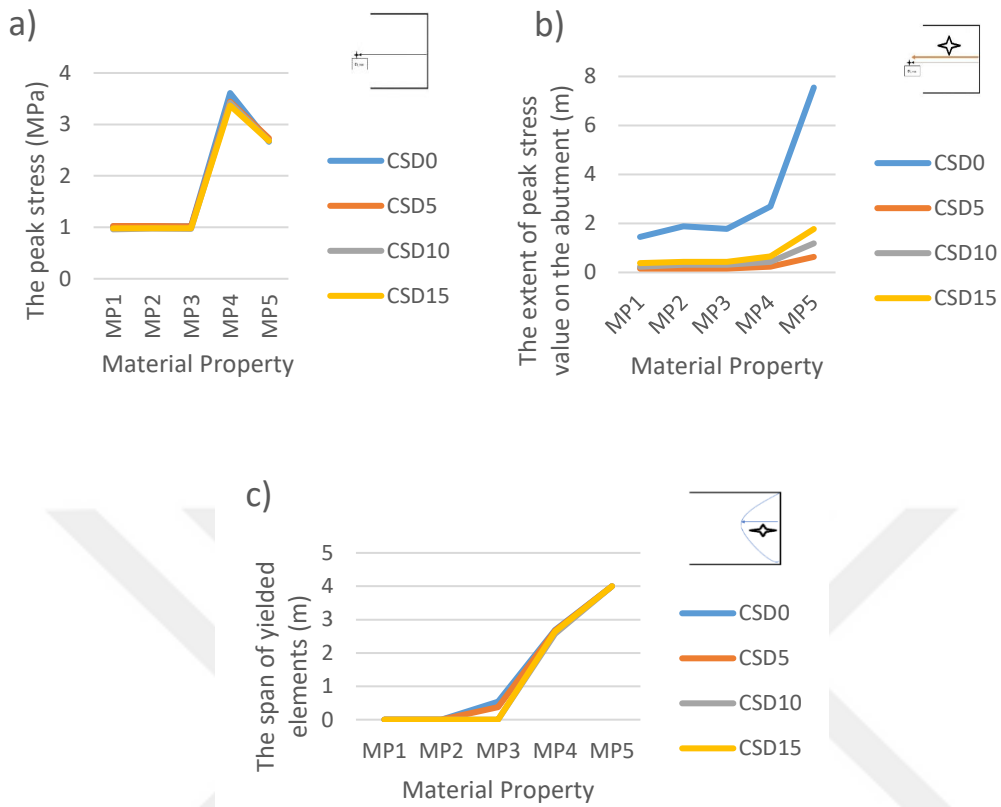 a)
The peak stress (MPa)
4
3
2
1
0
MP1
MP2
MP3
MP4
MP5
Material Property
CSD0
CSD5
CSD10
CSD15
b)
The extent of peak stress
value on the abutment (m)
8
6
4
2
0
MP1
MP2
MP3
MP4
MP5
Material Property
CSD0
CSD5
CSD10
CSD15
c)
The span of yielded
elements (m)
5
4
3
2
1
0
MP1 MP2 MP3 MP4 MP5
Material Property
CSD0
CSD5
CSD10
CSD15